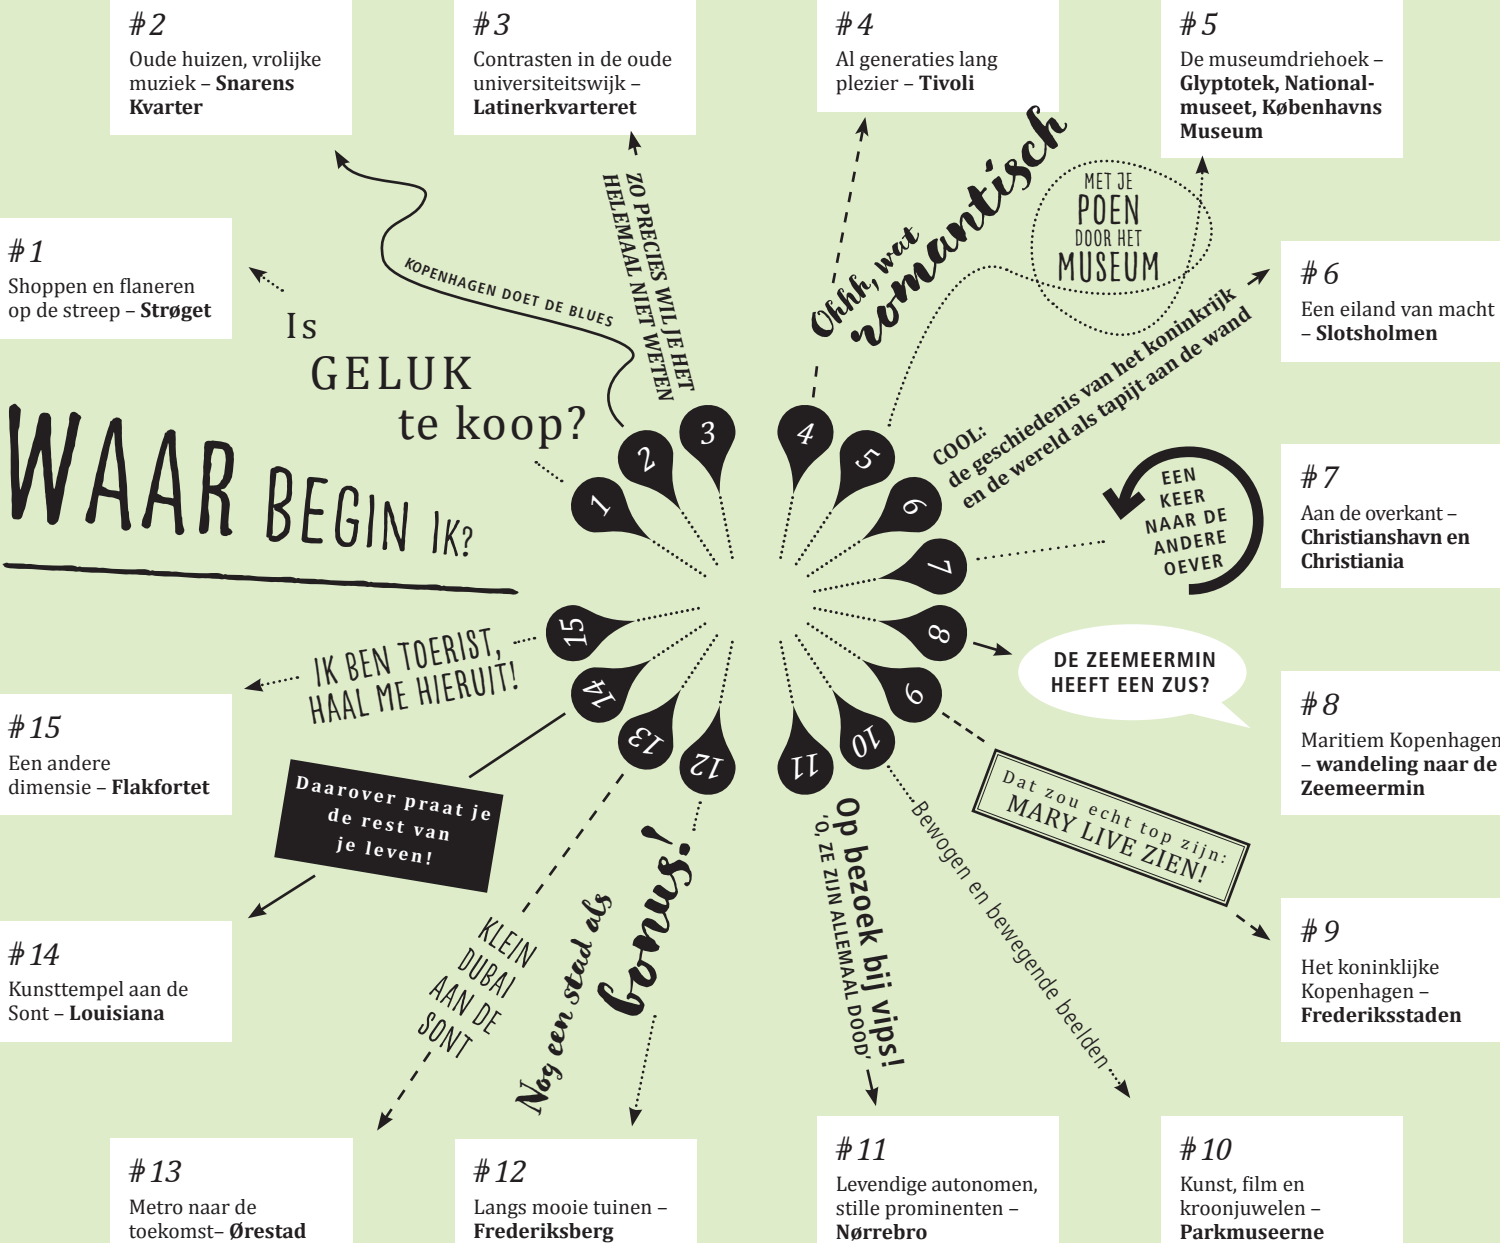 #2
Oude huizen, vrolijke
muziek – Snarens
Kvarter
#3
Contrasten in de oude
universiteitswijk –
Latinerkvarteret
#4
Al generaties lang
plezier – Tivoli
#5
De museumdriehoek –
Glyptotek, National-
museet, Københavns
Museum
#1
Shoppen en flaneren
op de streep – Strøget
KOPENHAGEN DOET DE BLUES
ZO PRECIES WIL JE HET
HELEMAAL NIET WETEN
Ohhh, wat
romantisch
MET JE
POEN
DOOR HET
MUSEUM
#6
Een eiland van macht
– Slotsholmen
Is
GELUK
te koop?
COOL:
de geschiedenis van het koninkrijk
en de wereld als tapijt aan de wand
WAAR BEGIN IK?
1
2
3
4
5
6
7
8
9
10
11
12
13
14
15
EEN
KEER
NAAR DE
ANDERE
OEVER
#7
Aan de overkant –
Christianshavn en
Christiania
IK BEN TOERIST,
HAAL ME HIERUIT!
DE ZEEMEERMIN
HEEFT EEN ZUS?
#15
Een andere
dimensie – Flakfortet
#8
Maritiem Kopenhagen
– wandeling naar de
Zeemeermin
Daarover praat je
de rest van
je leven!
Dat zou echt top zijn:
MARY LIVE ZIEN!
#14
Kunsttempel aan de
Sont – Louisiana
KLEIN
DUBAI
AAN DE
SONT
Nog een stad als
bonus!
Op bezoek bij vips!
‘O, ZE ZIJN ALLEMAAL DOOD’
Bewogen en bewegende beelden
#9
Het koninklijke
Kopenhagen –
Frederiksstaden
#13
Metro naar de
toekomst– Ørestad
#12
Langs mooie tuinen –
Frederiksberg
#11
Levendige autonomen,
stille prominenten –
Nørrebro
#10
Kunst, film en
kroonjuwelen –
Parkmuseerne